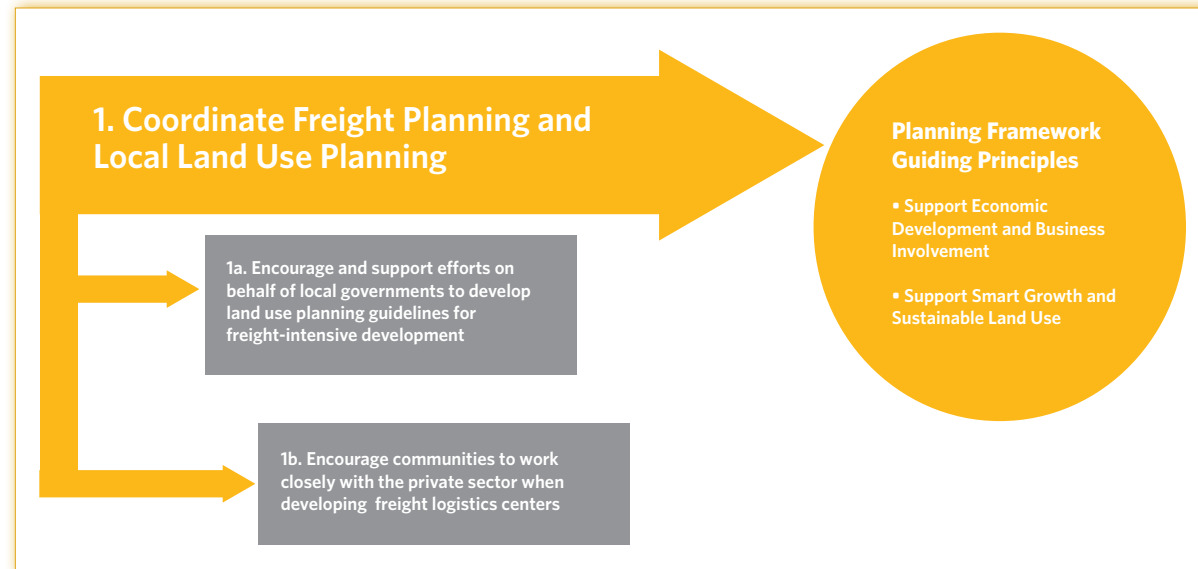 1. Coordinate Freight Planning and
Local Land Use Planning
Planning Framework
Guiding Principles
• Support Economic
Development and Business
Involvement
• Support Smart Growth and
Sustainable Land Use
1a. Encourage and support efforts on
behalf of local governments to develop
land use planning guidelines for
freight-intensive development
1b. Encourage communities to work
closely with the private sector when
developing freight logistics centers